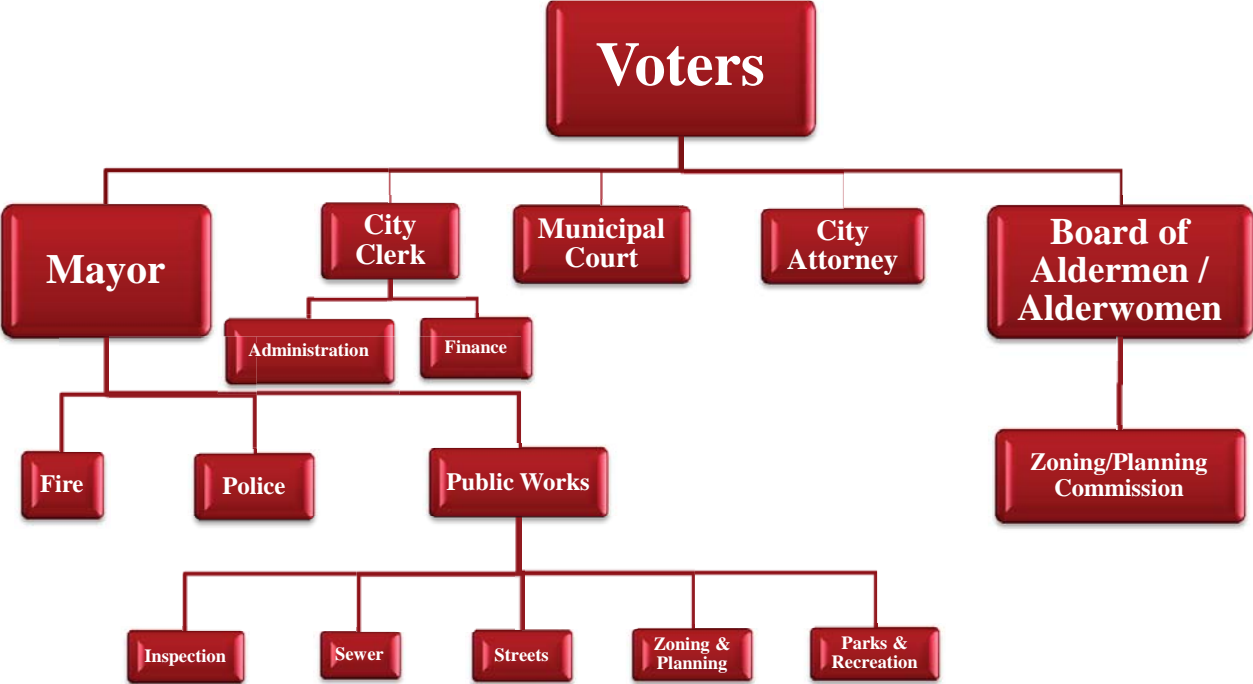 Voters
Mayor
City
Clerk
Municipal
Court
City
Attorney
Board of
Aldermen /
Alderwomen
Administration
Finance
Fire
Police
Public Works
Zoning/Planning
Commission
Inspection
Sewer
Streets
Zoning &
Planning
Parks &
Recreation